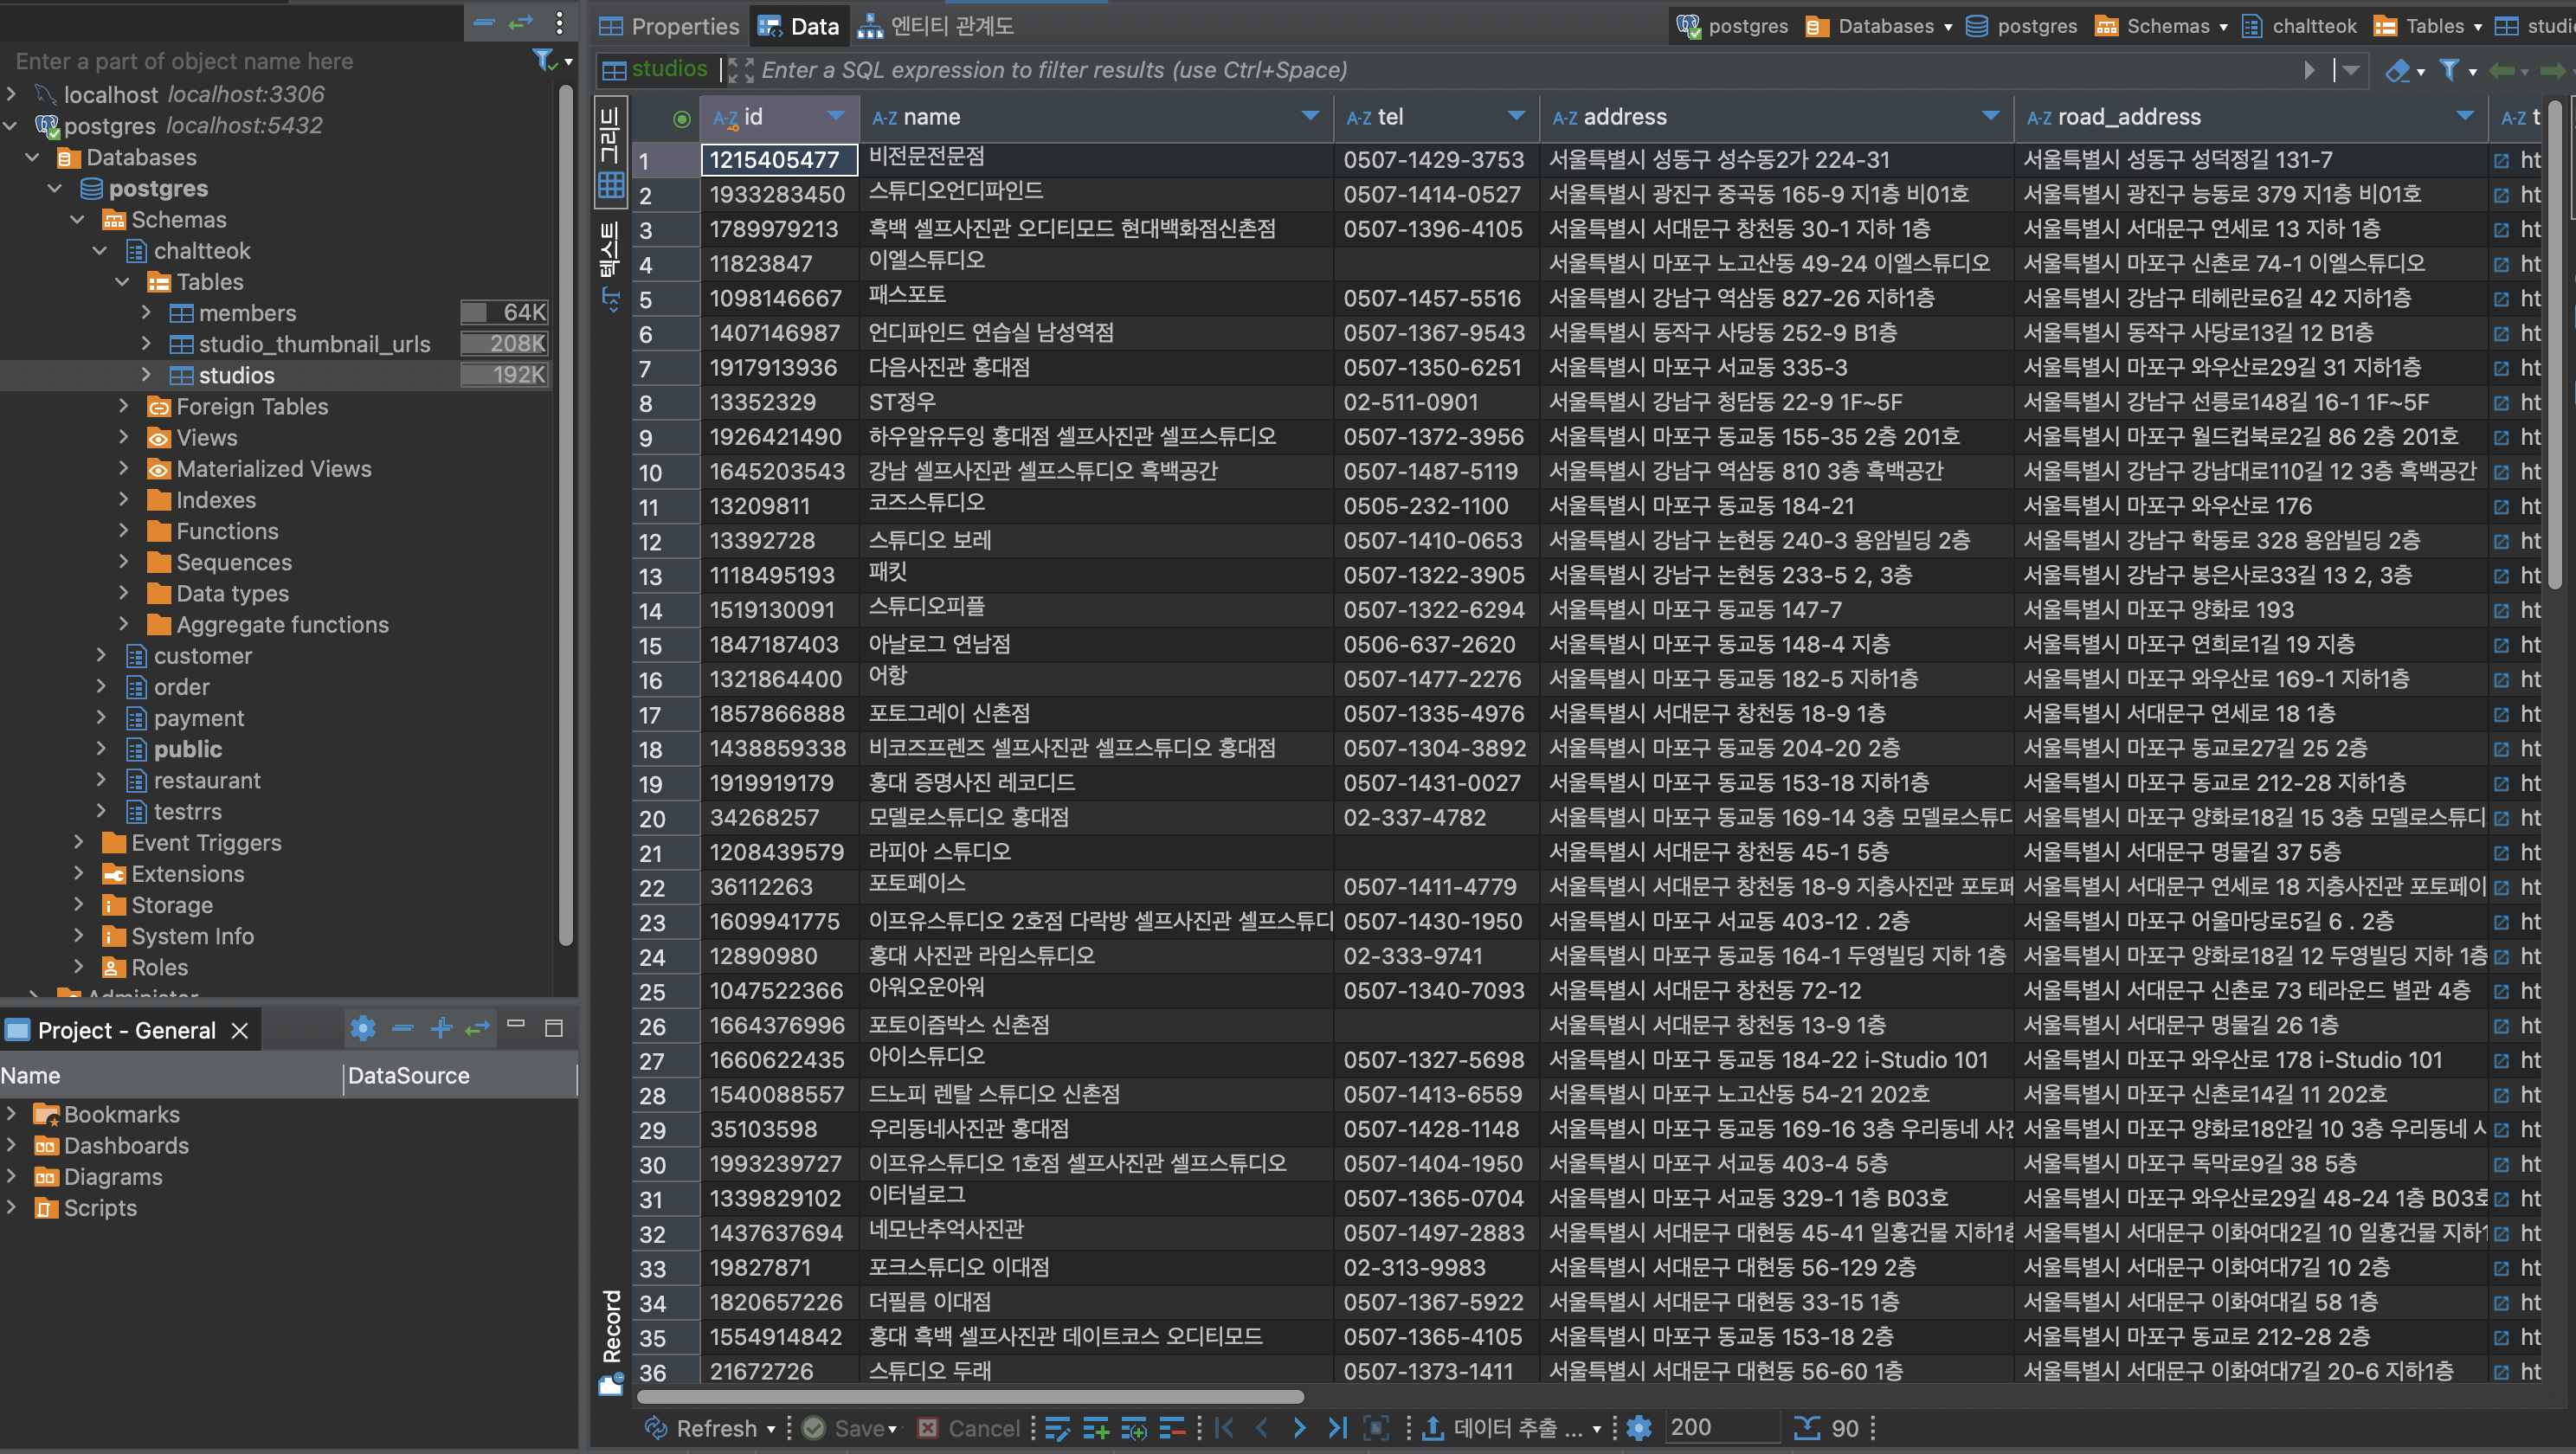 Enter a part of object name here
localhost localhost:3306
postgres localhost:5432
Databases
postgres
Schemas
chaltteok
Tables
members 64K
studio_thumbnail_urls 208K
studios 192K
Foreign Tables
Views
Materialized Views
Indexes
Functions
Sequences
Data types
Aggregate functions
customer
order
payment
public
restaurant
testrrs
Event Triggers
Extensions
Storage
System Info
Roles
Project - General
Name DataSource
Bookmarks
Dashboards
Diagrams
Scripts
Properties Data 엔티티 관계도 postgres Databases postgres Schemas chaltteok Tables
studios Enter a SQL expression to filter results (use Ctrl+Space)
그리드
텍스트
Record
A-Z id A-Z name A-Z tel A-Z address A-Z road_address A-Z t
1 1215405477 비전문전문점 0507-1429-3753 서울특별시 성동구 성수동2가 224-31 서울특별시 성동구 성덕정길 131-7 ht
2 1933283450 스튜디오언디파인드 0507-1414-0527 서울특별시 광진구 중곡동 165-9 지1층 비01호 서울특별시 광진구 능동로 379 지1층 비01호 ht
3 1789979213 흑백 셀프사진관 오디티모드 현대백화점신촌점 0507-1396-4105 서울특별시 서대문구 창천동 30-1 지하 1층 서울특별시 서대문구 연세로 13 지하 1층 ht
4 11823847 이엘스튜디오 서울특별시 마포구 노고산동 49-24 이엘스튜디오 서울특별시 마포구 신촌로 74-1 이엘스튜디오 ht
5 1098146667 패스포토 0507-1457-5516 서울특별시 강남구 역삼동 827-26 지하1층 서울특별시 강남구 테헤란로6길 42 지하1층 ht
6 1407146987 언디파인드 연습실 남성역점 0507-1367-9543 서울특별시 동작구 사당동 252-9 B1층 서울특별시 동작구 사당로13길 12 B1층 ht
7 1917913936 다음사진관 홍대점 0507-1350-6251 서울특별시 마포구 서교동 335-3 서울특별시 마포구 와우산로29길 31 지하1층 ht
8 13352329 ST정우 02-511-0901 서울특별시 강남구 청담동 22-9 1F~5F 서울특별시 강남구 선릉로148길 16-1 1F~5F ht
9 1926421490 하우알유두잉 홍대점 셀프사진관 셀프스튜디오 0507-1372-3956 서울특별시 마포구 동교동 155-35 2층 201호 서울특별시 마포구 월드컵북로2길 86 2층 201호 ht
10 1645203543 강남 셀프사진관 셀프스튜디오 흑백공간 0507-1487-5119 서울특별시 강남구 역삼동 810 3층 흑백공간 서울특별시 강남구 강남대로110길 12 3층 흑백공간 ht
11 13209811 코즈스튜디오 0505-232-1100 서울특별시 마포구 동교동 184-21 서울특별시 마포구 와우산로 176 ht
12 13392728 스튜디오 보레 0507-1410-0653 서울특별시 강남구 논현동 240-3 용암빌딩 2층 서울특별시 강남구 학동로 328 용암빌딩 2층 ht
13 1118495193 패킷 0507-1322-3905 서울특별시 강남구 논현동 233-5 2, 3층 서울특별시 강남구 봉은사로33길 13 2, 3층 ht
14 1519130091 스튜디오피플 0507-1322-6294 서울특별시 마포구 동교동 147-7 서울특별시 마포구 양화로 193 ht
15 1847187403 아날로그 연남점 0506-637-2620 서울특별시 마포구 동교동 148-4 지층 서울특별시 마포구 연희로1길 19 지층 ht
16 1321864400 어항 0507-1477-2276 서울특별시 마포구 동교동 182-5 지하1층 서울특별시 마포구 와우산로 169-1 지하1층 ht
17 1857866888 포토그레이 신촌점 0507-1335-4976 서울특별시 서대문구 창천동 18-9 1층 서울특별시 서대문구 연세로 18 1층 ht
18 1438859338 비코즈프렌즈 셀프사진관 셀프스튜디오 홍대점 0507-1304-3892 서울특별시 마포구 동교동 204-20 2층 서울특별시 마포구 동교로27길 25 2층 ht
19 1919919179 홍대 증명사진 레코디드 0507-1431-0027 서울특별시 마포구 동교동 153-18 지하1층 서울특별시 마포구 동교로 212-28 지하1층 ht
20 34268257 모델로스튜디오 홍대점 02-337-4782 서울특별시 마포구 동교동 169-14 3층 모델로스튜디 서울특별시 마포구 양화로18길 15 3층 모델로스튜디 ht
21 1208439579 라피아 스튜디오 서울특별시 서대문구 창천동 45-1 5층 서울특별시 서대문구 명물길 37 5층 ht
22 36112263 포토페이스 0507-1411-4779 서울특별시 서대문구 창천동 18-9 지층사진관 포토페 서울특별시 서대문구 연세로 18 지층사진관 포토페이 ht
23 1609941775 이프유스튜디오 2호점 다락방 셀프사진관 셀프스튜디 0507-1430-1950 서울특별시 마포구 서교동 403-12 . 2층 서울특별시 마포구 어울마당로5길 6 . 2층 ht
24 12890980 홍대 사진관 라임스튜디오 02-333-9741 서울특별시 마포구 동교동 164-1 두영빌딩 지하 1층 서울특별시 마포구 양화로18길 12 두영빌딩 지하 1층 ht
25 1047522366 아워오운아워 0507-1340-7093 서울특별시 서대문구 창천동 72-12 서울특별시 서대문구 신촌로 73 테라운드 별관 4층 ht
26 1664376996 포토이즘박스 신촌점 서울특별시 서대문구 창천동 13-9 1층 서울특별시 서대문구 명물길 26 1층 ht
27 1660622435 아이스튜디오 0507-1327-5698 서울특별시 마포구 동교동 184-22 i-Studio 101 서울특별시 마포구 와우산로 178 i-Studio 101 ht
28 1540088557 드노피 렌탈 스튜디오 신촌점 0507-1413-6559 서울특별시 마포구 노고산동 54-21 202호 서울특별시 마포구 신촌로14길 11 202호 ht
29 35103598 우리동네사진관 홍대점 0507-1428-1148 서울특별시 마포구 동교동 169-16 3층 우리동네 사진 서울특별시 마포구 양화로18안길 10 3층 우리동네 ht
30 1993239727 이프유스튜디오 1호점 셀프사진관 셀프스튜디오 0507-1404-1950 서울특별시 마포구 서교동 403-4 5층 서울특별시 마포구 독막로9길 38 5층 ht
31 1339829102 이터널로그 0507-1365-0704 서울특별시 마포구 서교동 329-1 1층 B03호 서울특별시 마포구 와우산로29길 48-24 1층 B03호 ht
32 1437637694 네모난추억사진관 0507-1497-2883 서울특별시 서대문구 대현동 45-41 일홍건물 지하1층 서울특별시 서대문구 이화여대2길 10 일홍건물 지하1 ht
33 19827871 포크스튜디오 이대점 02-313-9983 서울특별시 서대문구 대현동 56-129 2층 서울특별시 서대문구 이화여대7길 10 2층 ht
34 1820657226 더필름 이대점 0507-1367-5922 서울특별시 서대문구 대현동 33-15 1층 서울특별시 서대문구 이화여대길 58 1층 ht
35 1554914842 홍대 흑백 셀프사진관 데이트코스 오디티모드 0507-1365-4105 서울특별시 마포구 동교동 153-18 2층 서울특별시 마포구 동교로 212-28 2층 ht
36 21672726 스튜디오 두래 0507-1373-1411 서울특별시 서대문구 대현동 56-60 1층 서울특별시 서대문구 이화여대7길 20-6 지하1층 ht
Refresh Save Cancel 데이터 추출 ... 200 90